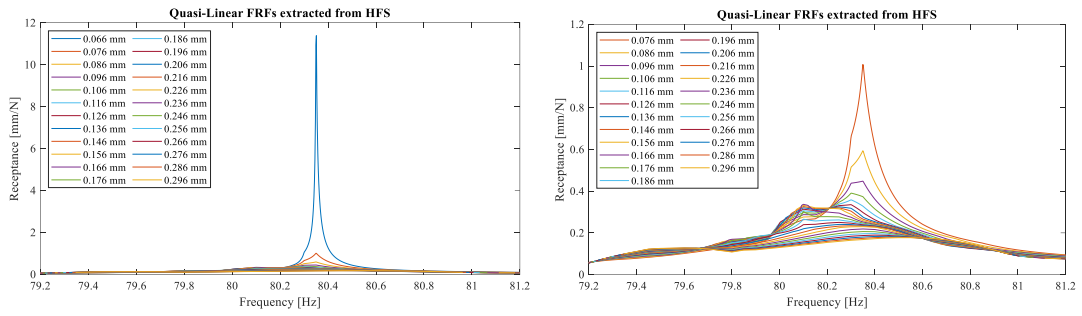 Quasi-Linear FRFs extracted from HFS
12
10
8
6
4
2
0
Receptance [mm/N]
0.066 mm 0.186 mm
0.076 mm 0.196 mm
0.086 mm 0.206 mm
0.096 mm 0.216 mm
0.106 mm 0.226 mm
0.116 mm 0.236 mm
0.126 mm 0.246 mm
0.136 mm 0.256 mm
0.146 mm 0.266 mm
0.156 mm 0.276 mm
0.166 mm 0.286 mm
0.176 mm 0.296 mm
79.2 79.4 79.6 79.8 80 80.2 80.4 80.6 80.8 81 81.2
Frequency [Hz]
Quasi-Linear FRFs extracted from HFS
1.2
1
0.8
0.6
0.4
0.2
0
Receptance [mm/N]
0.076 mm 0.196 mm
0.086 mm 0.206 mm
0.096 mm 0.216 mm
0.106 mm 0.226 mm
0.116 mm 0.236 mm
0.126 mm 0.246 mm
0.136 mm 0.256 mm
0.146 mm 0.266 mm
0.156 mm 0.276 mm
0.166 mm 0.286 mm
0.176 mm 0.296 mm
0.186 mm
79.2 79.4 79.6 79.8 80 80.2 80.4 80.6 80.8 81 81.2
Frequency [Hz]